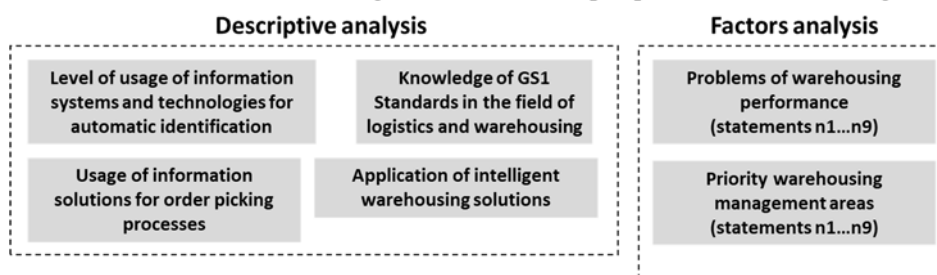 Descriptive analysis
Level of usage of information
systems and technologies for
automatic identification
Knowledge of GS1
Standards in the field of
logistics and warehousing
Usage of information
solutions for order picking
processes
Application of intelligent
warehousing solutions
Factors analysis
Problems of warehousing
performance
(statements n1...n9)
Priority warehousing
management areas
(statements n1...n9)